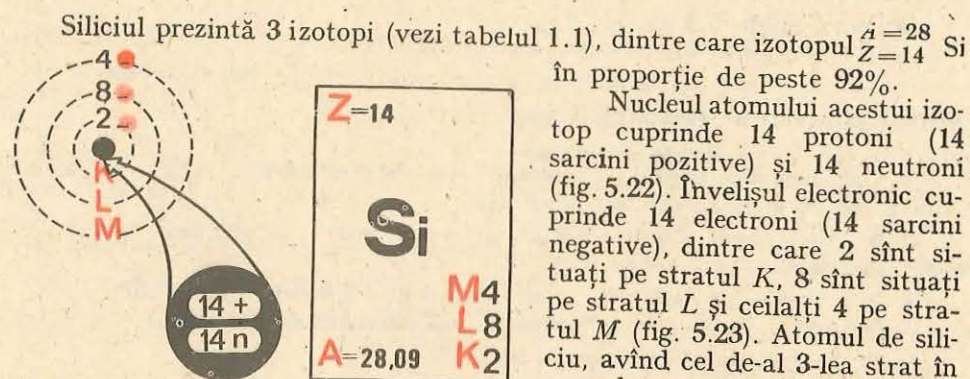 Siliciul prezintă 3 izotopi (vezi tabelul 1.1), dintre care izotopul A=28 Z=14 Si
în proporție de peste 92%.
Nucleul atomului acestui izo-
top cuprinde 14 protoni (14
sarcini pozitive) și 14 neutroni
(fig. 5.22). Învelișul electronic cu-
prinde 14 electroni (14 sarcini
negative), dintre care 2 sînt si-
tuați pe stratul K, 8 sînt situați
pe stratul L și ceilalți 4 pe stra-
tul M (fig. 5.23). Atomul de sili-
ciu, avînd cel de-al 3-lea strat în
4
8
2
K
L
M
14 +
14 n
Z=14
Si
M4
L8
A=28,09 K2